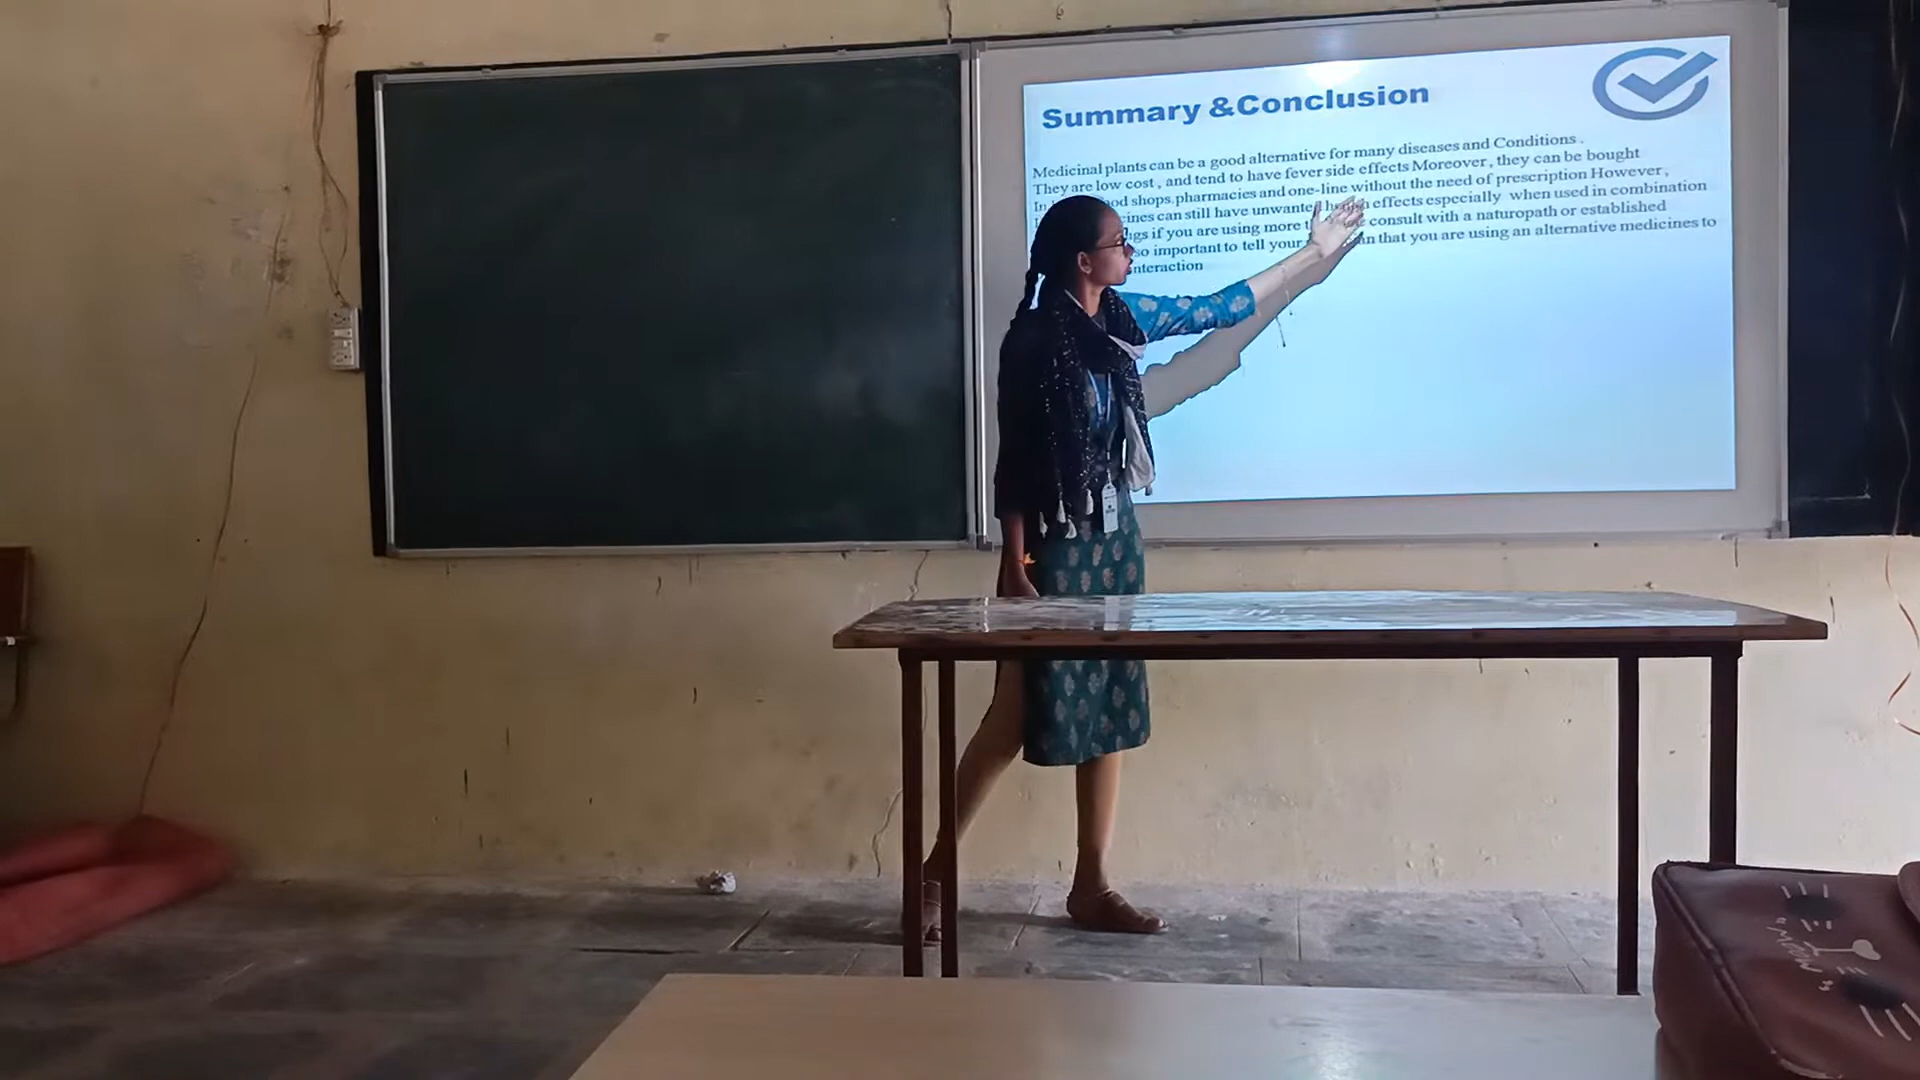 Summary &Conclusion
Medicinal plants can be a good alternative for many diseases and Conditions .
They are low cost , and tend to have fever side effects Moreover , they can be bought
In shops.pharmacies and one-line without the need of prescription However ,
can still have unwanted effects especially when used in combination
if you are using more consult with a naturopath or established
so important to tell your that you are using an alternative medicines to
nteraction
"Meow"